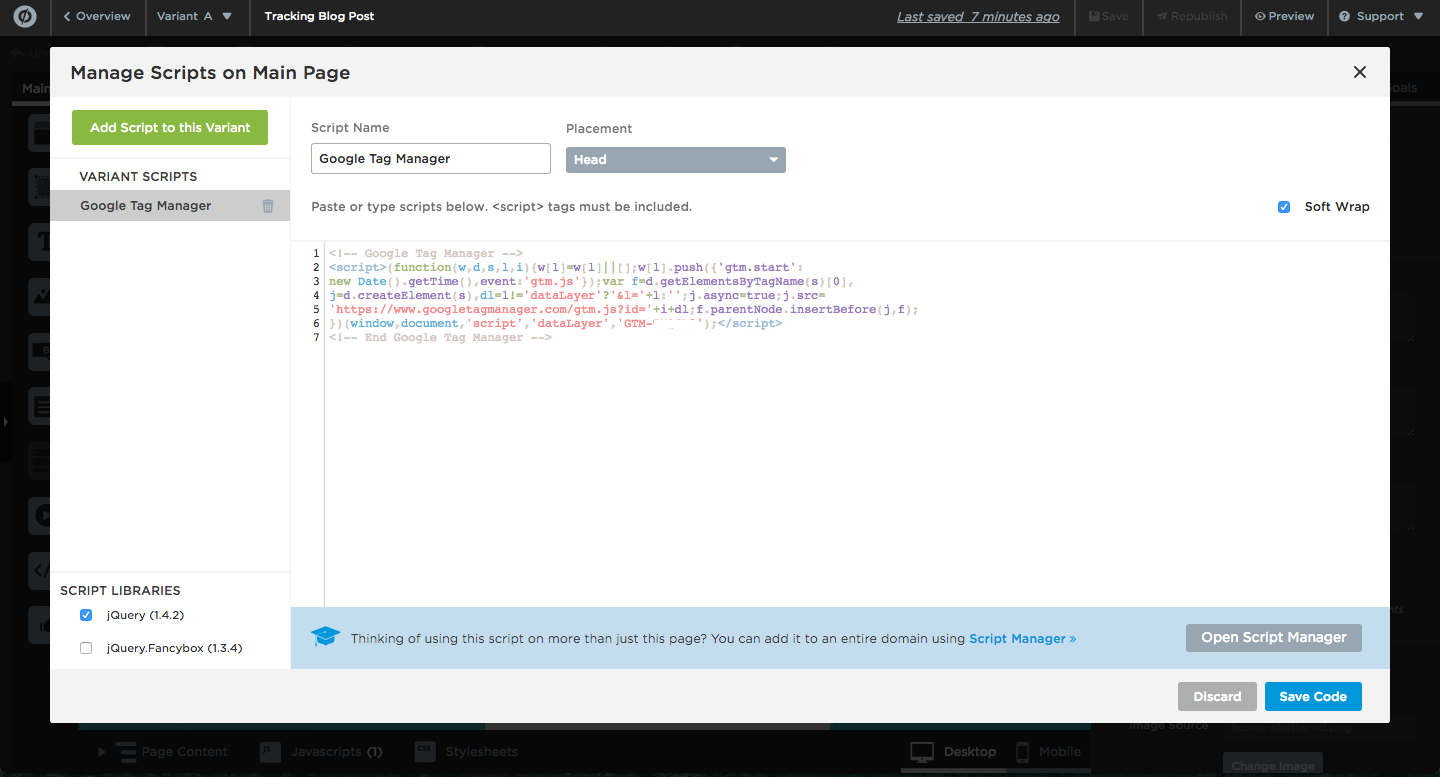 Overview
Variant A
Tracking Blog Post
Last saved 7 minutes ago
Save
Republish
Preview
Support
Main
Manage Scripts on Main Page
Add Script to this Variant
VARIANT SCRIPTS
Google Tag Manager
Script Name
Google Tag Manager
Placement
Head
Paste or type scripts below. <script> tags must be included.
Soft Wrap
1 <!-- Google Tag Manager -->
2 <script>(function(w,d,s,l,i){w[l]=w[l]||[];w[l].push({'gtm.start':
3 new Date().getTime(),event:'gtm.js'});var f=d.getElementsByTagName(s)[0],
4 j=d.createElement(s),dl=l!='dataLayer'?'&l='+l:'';j.async=true;j.src=
5 'https://www.googletagmanager.com/gtm.js?id='+i+dl;f.parentNode.insertBefore(j,f);
6 })(window,document,'script','dataLayer','GTM- ');</script>
7 <!-- End Google Tag Manager -->
SCRIPT LIBRARIES
jQuery (1.4.2)
jQuery.Fancybox (1.3.4)
Thinking of using this script on more than just this page? You can add it to an entire domain using Script Manager »
Open Script Manager
Discard
Save Code
Image Source
Page Content
JS
Javascripts (1)
CSS
Stylesheets
Desktop
Mobile
Change Image